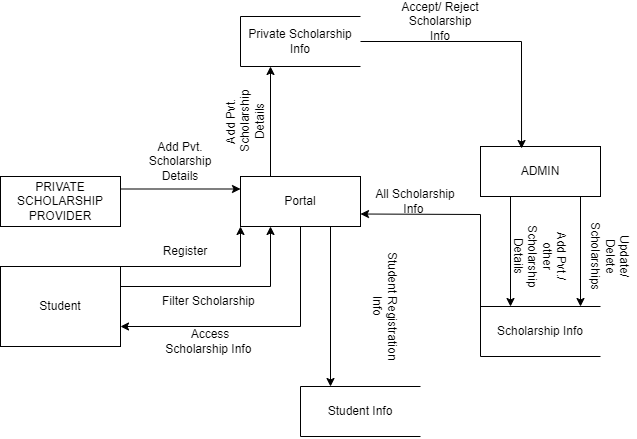 Accept/ Reject
Scholarship
Info
Private Scholarship
Info
Add Pvt.
Scholarship
Details
Add Pvt.
Scholarship
Details
ADMIN
PRIVATE
SCHOLARSHIP
PROVIDER
Portal
All Scholarship
Info
Register
Update/
Delete
Scholarships
Add Pvt./
other
Scholarship
Details
Student
Filter Scholarship
Student Registration
Info
Access
Scholarship Info
Scholarship Info
Student Info